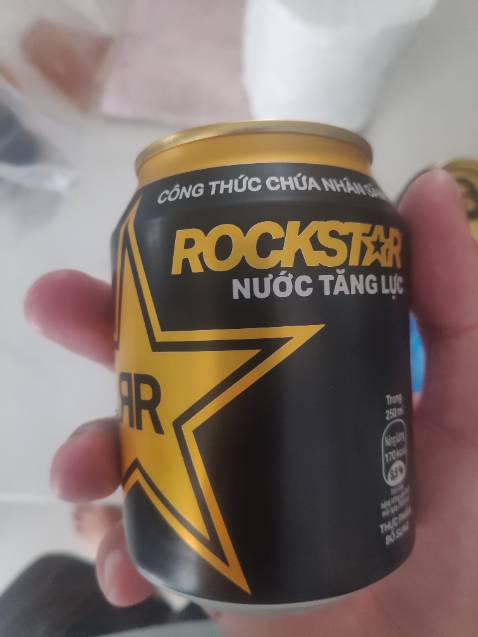 CÔNG THỨC CHỨA NHÂN SÂM
ROCKSTAR
NƯỚC TĂNG LỰC
ЯR
Trong
250 ml
Năng lượng
170 kcal
THỰC PHẨM
BỔ SUNG